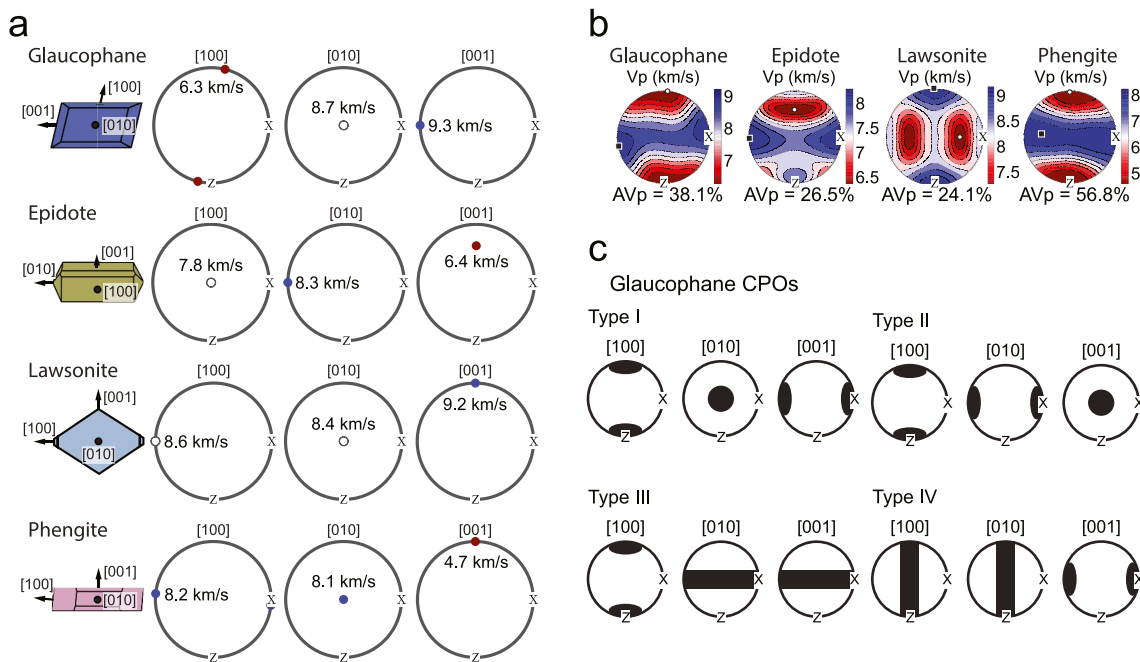 a
Glaucophane
[100] [010] [001]
[100]
[001]
[010]
6.3 km/s
8.7 km/s
9.3 km/s
X X X
Z Z Z
Epidote
[100] [010] [001]
[001]
[010]
[100]
7.8 km/s
8.3 km/s
6.4 km/s
X X X
Z Z Z
Lawsonite
[100] [010] [001]
[001]
[100]
[010]
8.6 km/s
8.4 km/s
9.2 km/s
X X X
Z Z Z
Phengite
[100] [010] [001]
[001]
[100]
[010]
8.2 km/s
8.1 km/s
4.7 km/s
X X X
Z Z Z
b
Glaucophane Epidote Lawsonite Phengite
Vp (km/s) Vp (km/s) Vp (km/s) Vp (km/s)
9 8 9 8
8 7.5 8.5 7
7 7 8 6
6.5 7.5 5
X X
Z Z
AVp = 38.1% AVp = 26.5% AVp = 24.1% AVp = 56.8%
c
Glaucophane CPOs
Type I Type II
[100] [010] [001] [100] [010] [001]
X X X X X X
Z Z Z Z Z Z
Type III Type IV
[100] [010] [001] [100] [010] [001]
X X X X X X
Z Z Z Z Z Z